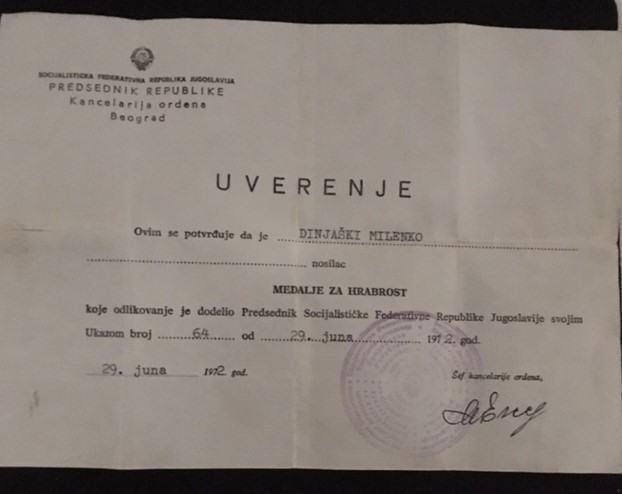 SOCIJALISTIČKA FEDERATIVNA REPUBLIKA JUGOSLAVIJA
PREDSEDNIK REPUBLIKE
Kancelarija ordena
Beograd
UVERENJE
Ovim se potvrđuje da je DINJAŠKI MILENKO
nosilac
MEDALJE ZA HRABROST
koje odlikovanje je dodelio Predsednik Socijalističke Federativne Republike Jugoslavije svojim
Ukazom broj 64 od 29. juna 1972. god.
29. juna 1972. god.
Šef kancelarije ordena,